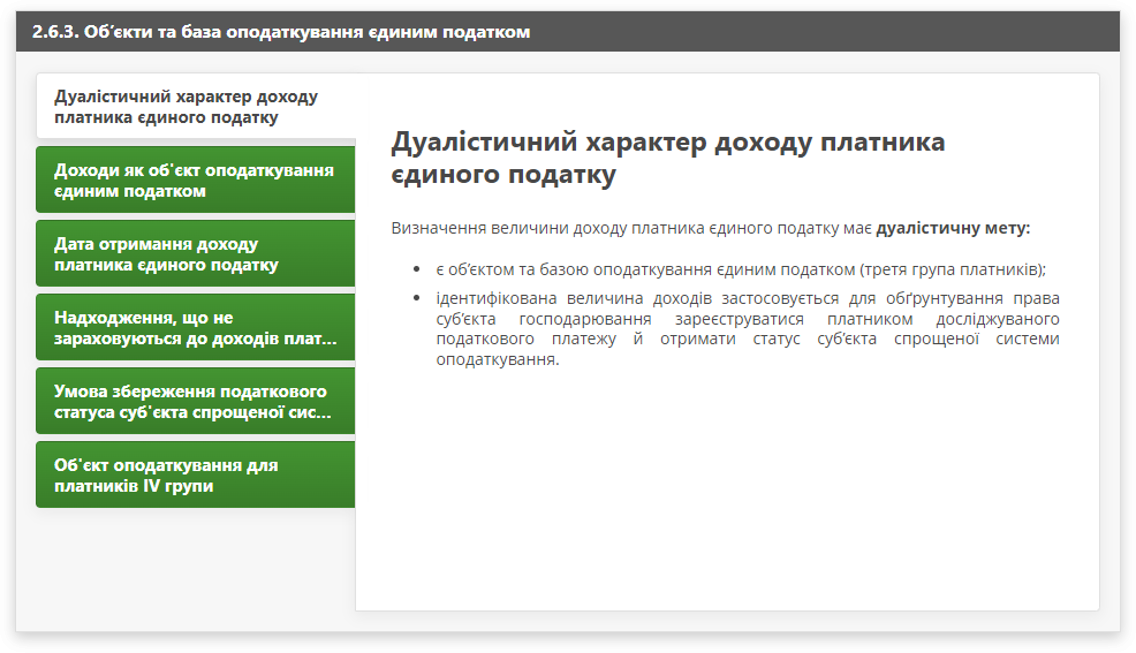 2.6.3. Об’єкти та база оподаткування єдиним податком
Дуалістичний характер доходу
платника єдиного податку
Доходи як об'єкт оподаткування
єдиним податком
Дата отримання доходу
платника єдиного податку
Надходження, що не
зараховуються до доходів плат...
Умова збереження податкового
статуса суб'єкта спрощеної сис...
Об'єкт оподаткування для
платників IV групи
Дуалістичний характер доходу платника
єдиного податку
Визначення величини доходу платника єдиного податку має дуалістичну мету:
• є об’єктом та базою оподаткування єдиним податком (третя група платників);
• ідентифікована величина доходів застосовується для обґрунтування права
суб’єкта господарювання зареєструватися платником досліджуваного
податкового платежу й отримати статус суб’єкта спрощеної системи
оподаткування.